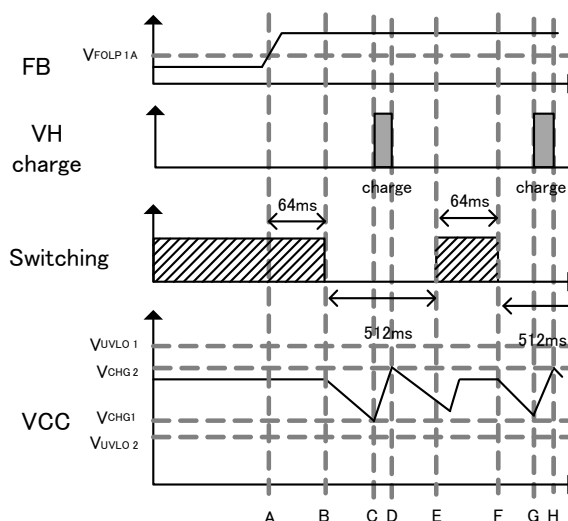 VFOLP1A
FB
VH
charge
charge
charge
64ms
64ms
Switching
512ms
512ms
VUVLO1
VCHG2
VCC
VCHG1
VUVLO2
A B C D E F G H